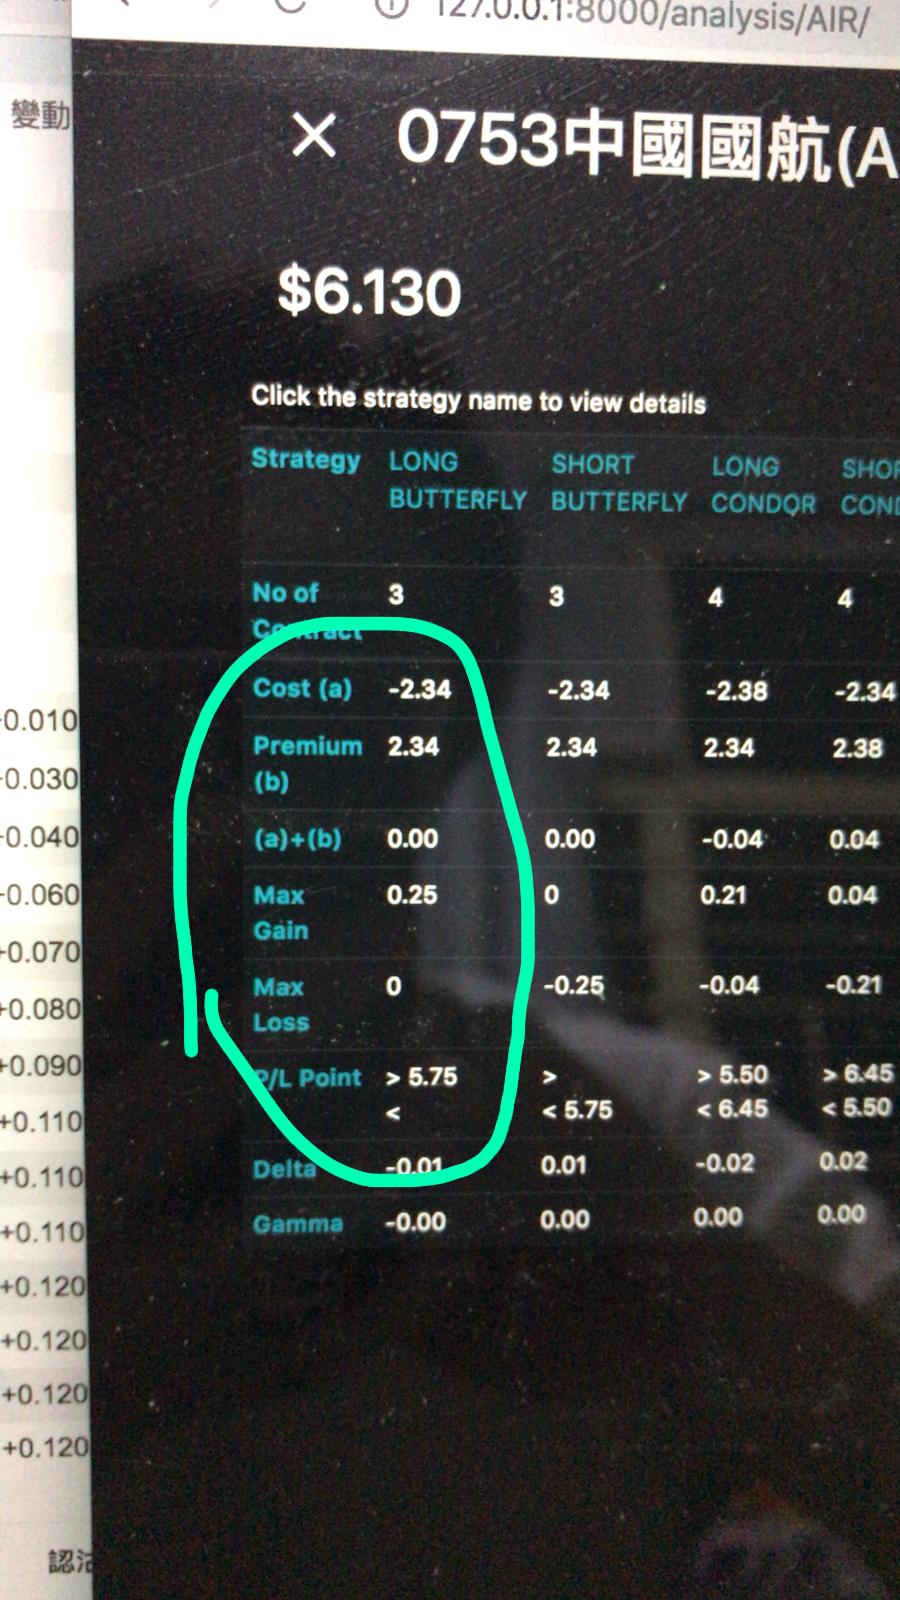 127.0.0.1:8000/analysis/AIR/
變動
× 0753中國國航(A
$6.130
Click the strategy name to view details
Strategy LONG BUTTERFLY SHORT BUTTERFLY LONG CONDOR SHOR COND
No of Contract 3 3 4 4
Cost (a) -2.34 -2.34 -2.38 -2.34
Premium (b) 2.34 2.34 2.34 2.38
(a)+(b) 0.00 0.00 -0.04 0.04
Max Gain 0.25 0 0.21 0.04
Max Loss 0 -0.25 -0.04 -0.21
P/L Point > 5.75 < > < 5.75 > 5.50 < 6.45 > 6.45 < 5.50
Delta -0.01 0.01 -0.02 0.02
Gamma -0.00 0.00 0.00 0.00
-0.010
-0.030
-0.040
-0.060
+0.070
+0.080
+0.090
+0.110
+0.110
+0.110
+0.120
+0.120
+0.120
+0.120
認沽